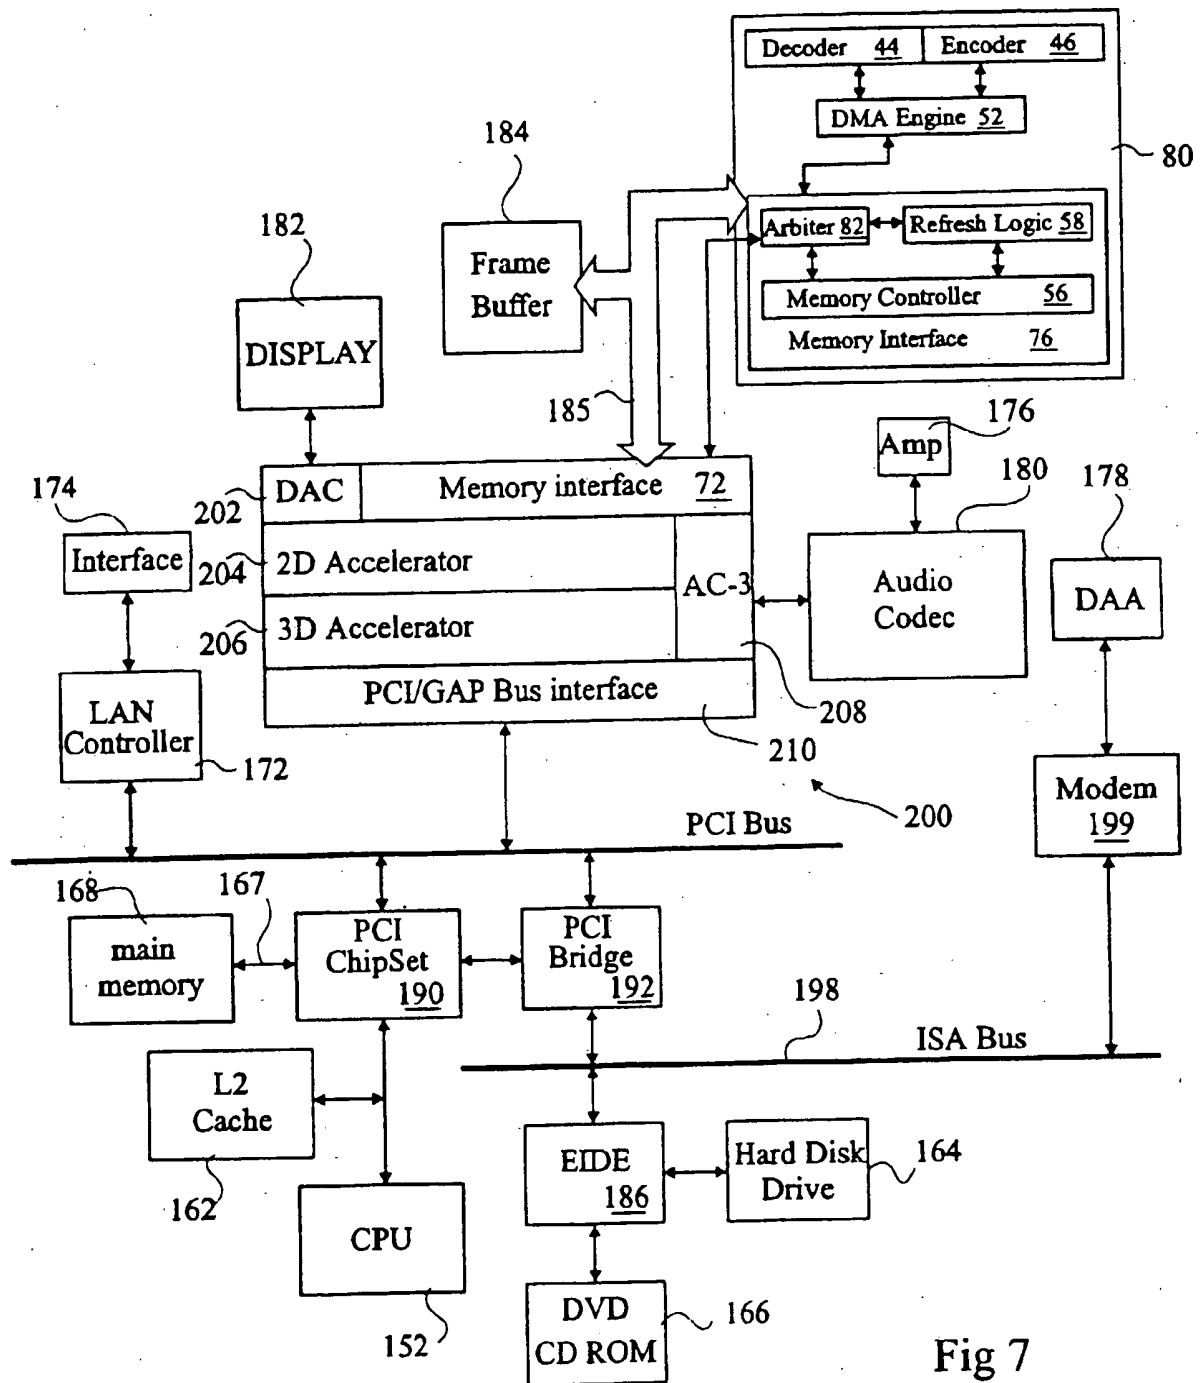 Decoder 44 Encoder 46
DMA Engine 52
80
184
182
Arbiter 82 Refresh Logic 58
Frame
Buffer
Memory Controller 56
DISPLAY
Memory Interface 76
185
176
Amp
180
174
202
DAC
Memory interface 72
178
Interface
204
2D Accelerator
AC-3
Audio
Codec
DAA
206
3D Accelerator
PCI/GAP Bus interface
LAN
Controller
208
172
210
200
Modem
199
PCI Bus
168
167
main
memory
PCI
ChipSet
190
PCI
Bridge
192
198
ISA Bus
L2
Cache
162
EIDE
186
Hard Disk
Drive
164
CPU
152
DVD
CD ROM
166
Fig 7